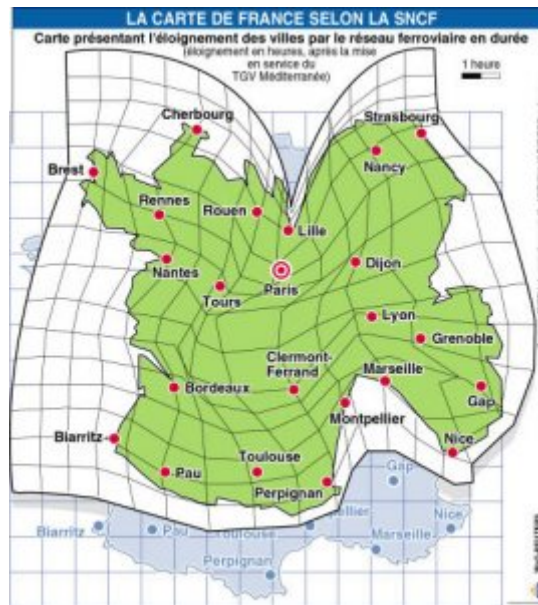 LA CARTE DE FRANCE SELON LA SNCF
Carte présentant l'éloignement des villes par le réseau ferroviaire en durée
(éloignement en heures, après la mise
en service du
TGV Méditerranée)
1 heure
Cherbourg
Strasbourg
Brest
Nancy
Rennes
Rouen
Lille
Nantes
Dijon
Tours
Paris
Lyon
Grenoble
Clermont-
Ferrand
Marseille
Bordeaux
Gap
Montpellier
Biarritz
Nice
Toulouse
Pau
Perpignan
Gap
Biarritz
Pau
Toulouse
pellier
Nice
Marseille
Perpignan